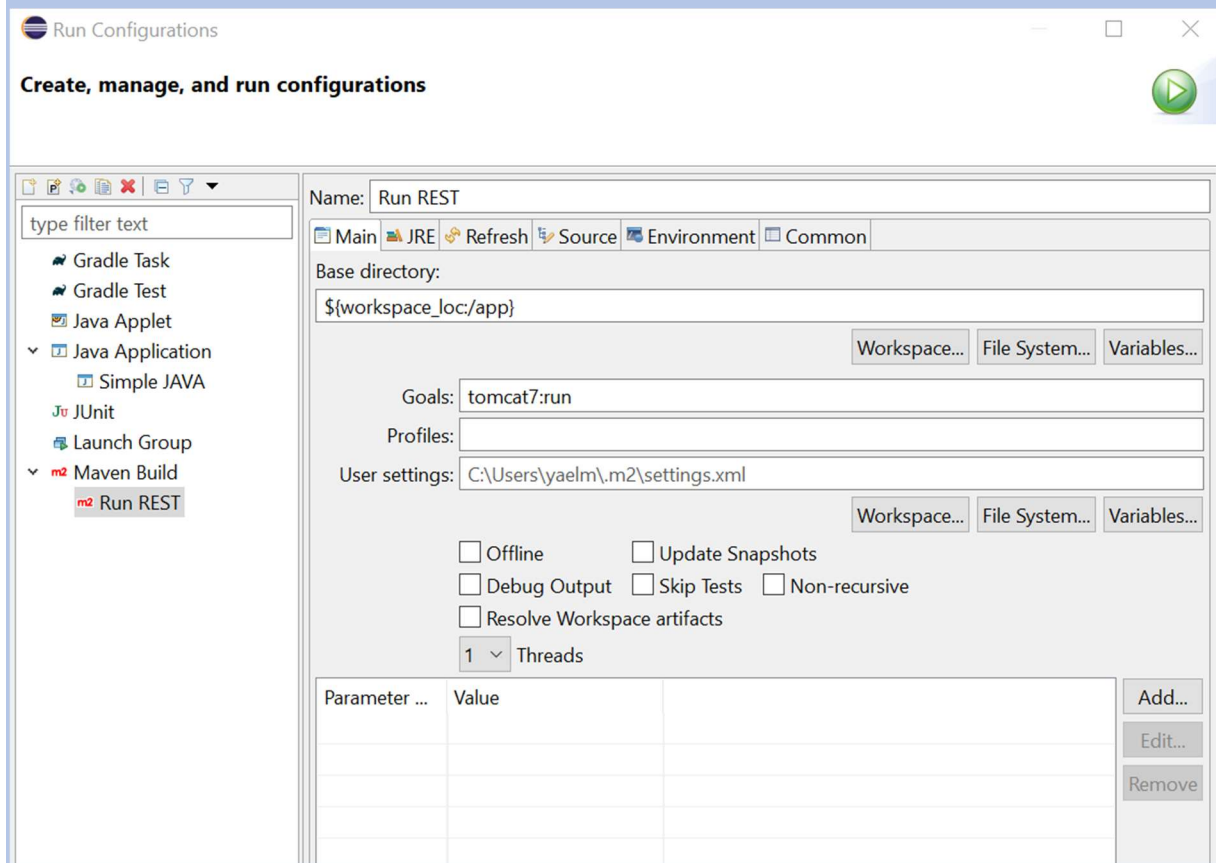 Run Configurations
Create, manage, and run configurations
type filter text
Gradle Task
Gradle Test
Java Applet
Java Application
Simple JAVA
Ju JUnit
Launch Group
m2 Maven Build
m2 Run REST
Name: Run REST
Main JRE Refresh Source Environment Common
Base directory:
${workspace_loc:/app}
Workspace... File System... Variables...
Goals: tomcat7:run
Profiles:
User settings: C:\Users\yaelm\.m2\settings.xml
Workspace... File System... Variables...
Offline Update Snapshots
Debug Output Skip Tests Non-recursive
Resolve Workspace artifacts
1 Threads
Parameter ... Value
Add...
Edit...
Remove